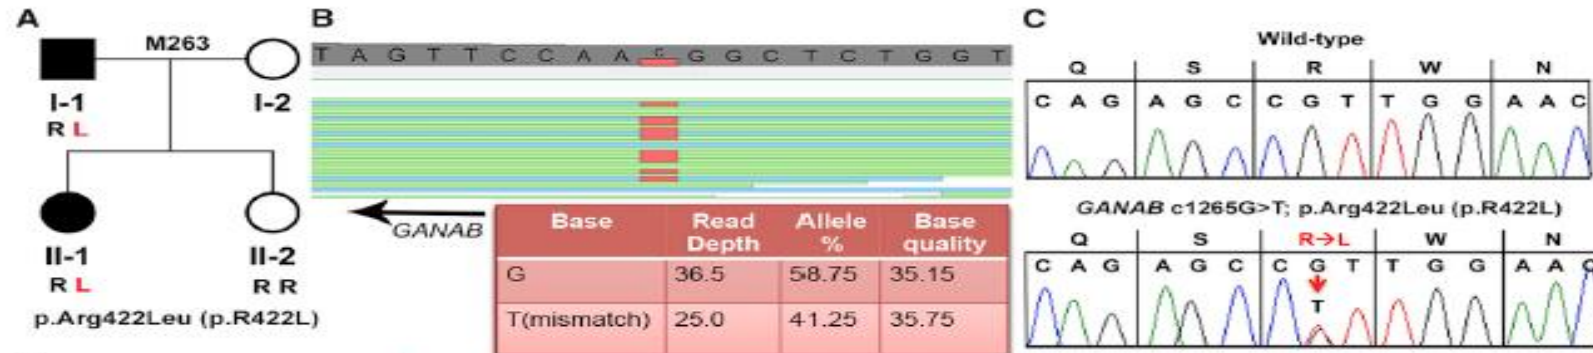 A
M263
I-1
I-2
R L
II-1
II-2
R L
R R
p.Arg422Leu (p.R422L)
B
T A G T T C C A A C G G C T C T G G T
GANAB
Base Read Depth Allele % Base quality
G 36.5 58.75 35.15
T(mismatch) 25.0 41.25 35.75
C
Wild-type
Q S R W N
C A G A G C C G T T G G A A C
GANAB c1265G>T; p.Arg422Leu (p.R422L)
Q S R→L W N
C A G A G C C G T T G G A A C
T